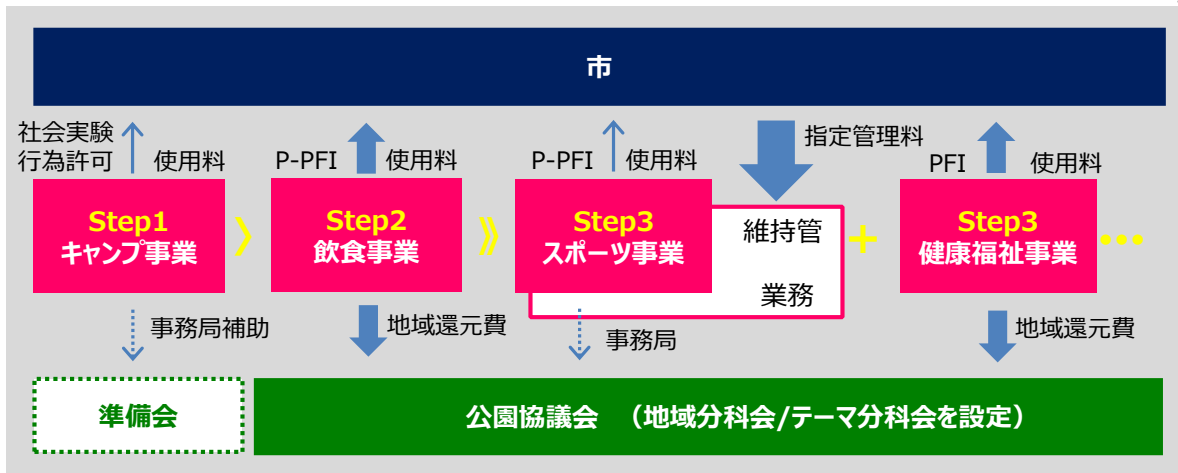 市
社会実験
行為許可
使用料
P-PFI
使用料
P-PFI
使用料
指定管理料
PFI
使用料
Step1
キャンプ事業
Step2
飲食事業
Step3
スポーツ事業
維持管
業務
+
Step3
健康福祉事業
•••
事務局補助
地域還元費
事務局
地域還元費
準備会
公園協議会 （地域分科会/テーマ分科会を設定）